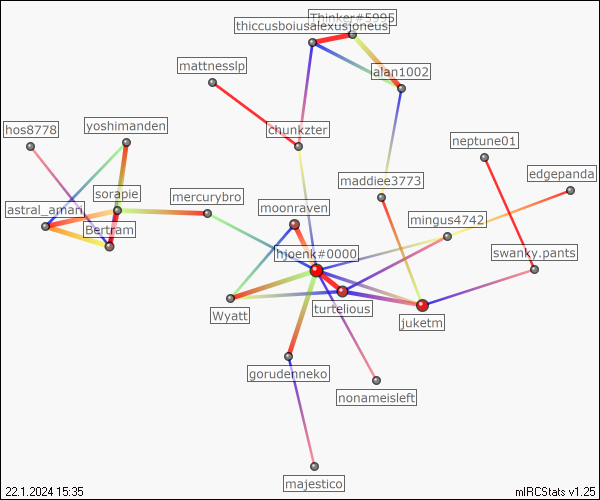 Thinker#5995
thiccusboiusalexusjoneus
mattnesslp
alan1002
hos8778
yoshimanden
chunkzter
neptune01
edgepanda
maddiee3773
sorapie
mercurybro
astral_aman
moonraven
mingus4742
Bertram
hyoenk#0000
swanky.pants
Wyatt
turtelious
juketm
gorudenneko
nonameisleft
majestico
22.1.2024 15:35
mIRCStats v1.25